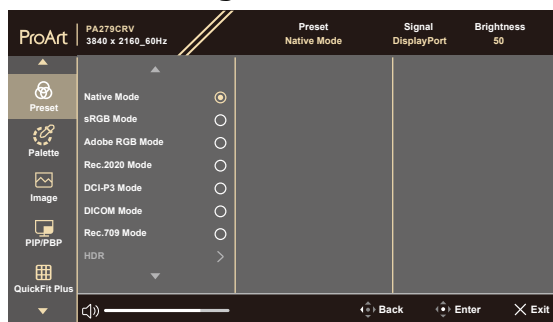 ProArt
PA279CRV
3840 x 2160_60Hz
Preset
Native Mode
Signal
DisplayPort
Brightness
50
Preset
Palette
Image
PIP/PBP
QuickFit Plus
Native Mode
sRGB Mode
Adobe RGB Mode
Rec.2020 Mode
DCI-P3 Mode
DICOM Mode
Rec.709 Mode
HDR
Back
Enter
Exit